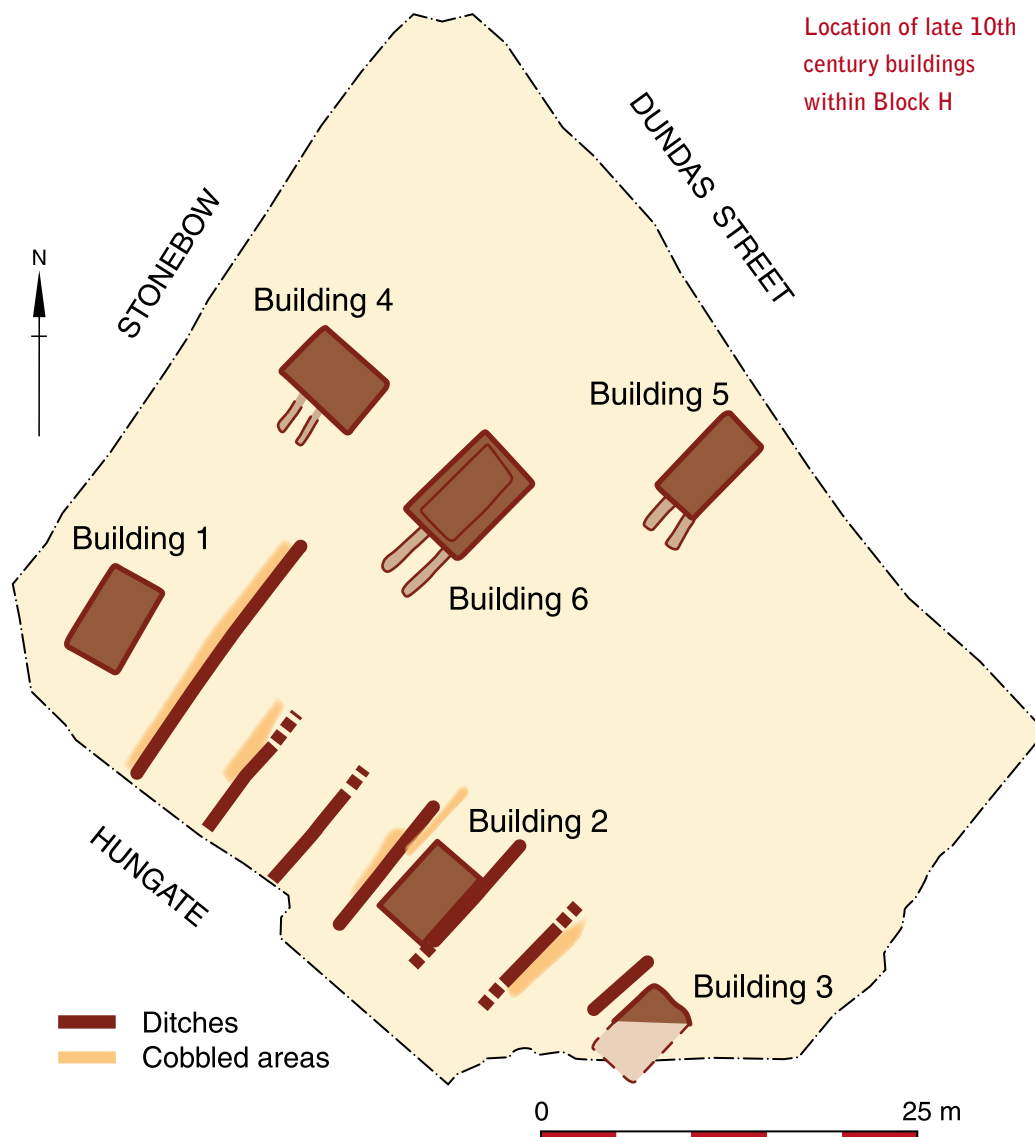 Location of late 10th
century buildings
within Block H
DUNDAS STREET
STONEBOW
N
Building 4
Building 5
Building 1
Building 6
Building 2
HUNGATE
Building 3
Ditches
Cobbled areas
0 25 m